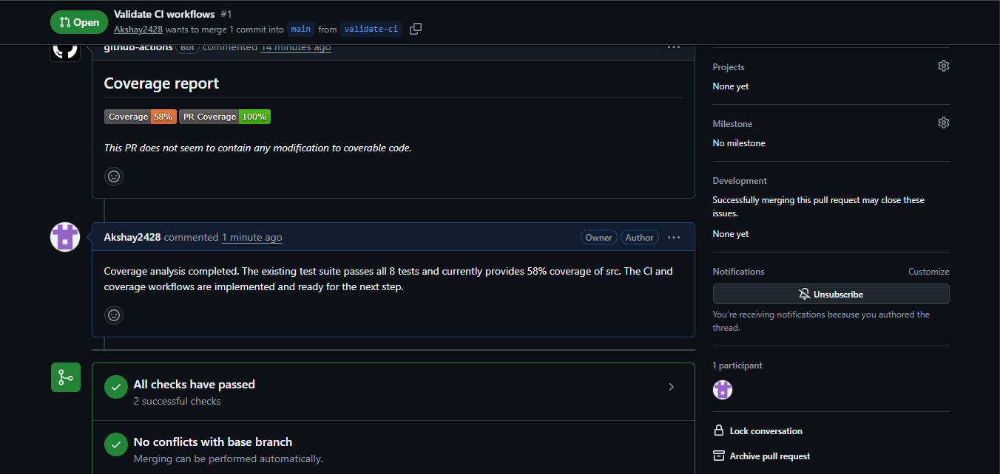 Open
Validate CI workflows #1
Akshay2428 wants to merge 1 commit into main from validate-ci
github-actions Bot commented 14 minutes ago
Coverage report
Coverage 58% PR Coverage 100%
This PR does not seem to contain any modification to coverable code.
Akshay2428 commented 1 minute ago Owner Author
Coverage analysis completed. The existing test suite passes all 8 tests and currently provides 58% coverage of src. The CI and
coverage workflows are implemented and ready for the next step.
All checks have passed
2 successful checks
No conflicts with base branch
Merging can be performed automatically.
Projects
None yet
Milestone
No milestone
Development
Successfully merging this pull request may close these
issues.
None yet
Notifications Customize
Unsubscribe
You're receiving notifications because you authored the
thread.
1 participant
Lock conversation
Archive pull request